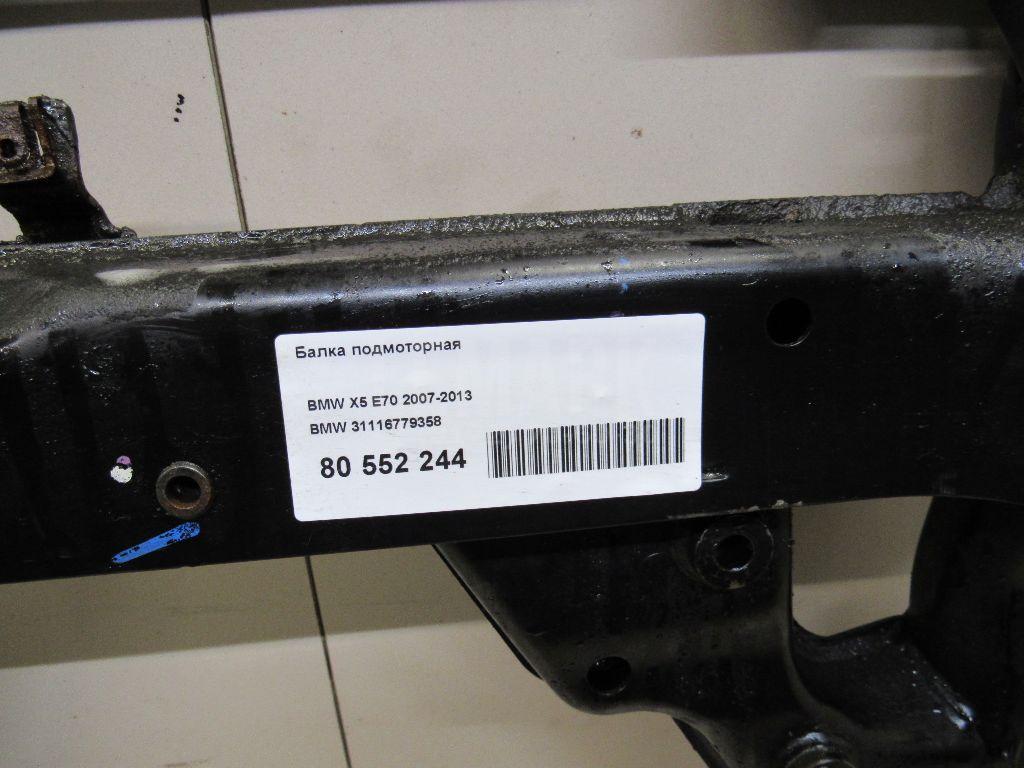 Балка подмоторная
BMW X5 E70 2007-2013
BMW 31116779358
80 552 244